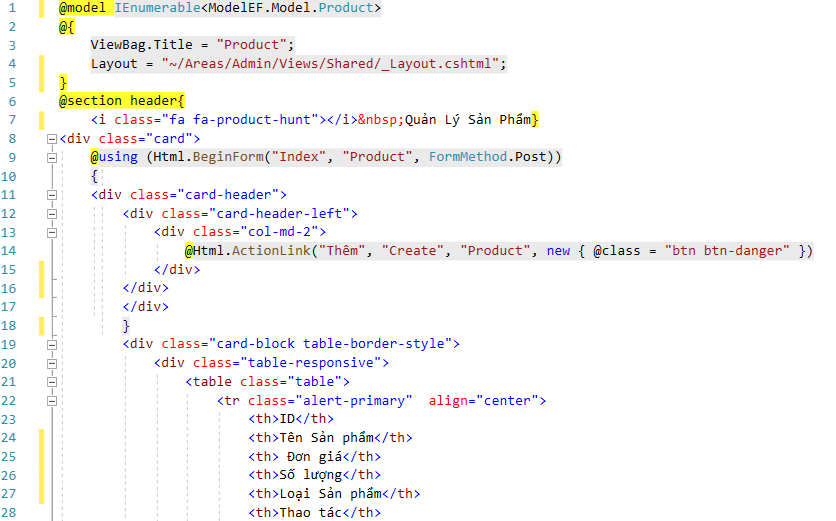 1 @model IEnumerable<ModelEF.Model.Product>
2 @{
3 ViewBag.Title = "Product";
4 Layout = "~/Areas/Admin/Views/Shared/_Layout.cshtml";
5 }
6 @section header{
7 <i class="fa fa-product-hunt"></i>&nbsp;Quản Lý Sản Phẩm}
8 <div class="card">
9 @using (Html.BeginForm("Index", "Product", FormMethod.Post))
10 {
11 <div class="card-header">
12 <div class="card-header-left">
13 <div class="col-md-2">
14 @Html.ActionLink("Thêm", "Create", "Product", new { @class = "btn btn-danger" })
15 </div>
16 </div>
17 </div>
18 }
19 <div class="card-block table-border-style">
20 <div class="table-responsive">
21 <table class="table">
22 <tr class="alert-primary"  align="center">
23 <th>ID</th>
24 <th>Tên Sản phẩm</th>
25 <th> Đơn giá</th>
26 <th>Số lượng</th>
27 <th>Loại Sản phẩm</th>
28 <th>Thao tác</th>